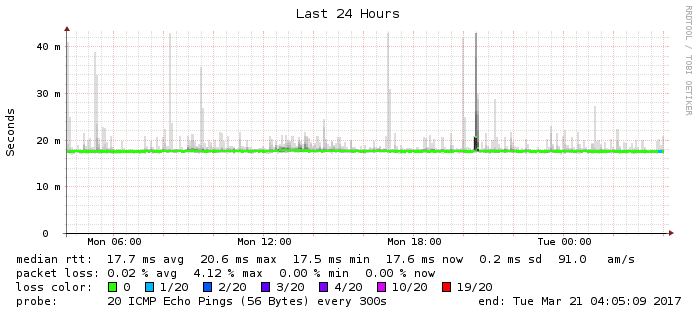 Last 24 Hours
RRDTOOL / TOBI OETIKER
Seconds
40 m
30 m
20 m
10 m
0
Mon 06:00 Mon 12:00 Mon 18:00 Tue 00:00
median rtt: 17.7 ms avg 20.6 ms max 17.5 ms min 17.6 ms now 0.2 ms sd 91.0 am/s
packet loss: 0.02 % avg 4.12 % max 0.00 % min 0.00 % now
loss color: 0 1/20 2/20 3/20 4/20 10/20 19/20
probe: 20 ICMP Echo Pings (56 Bytes) every 300s end: Tue Mar 21 04:05:09 2017